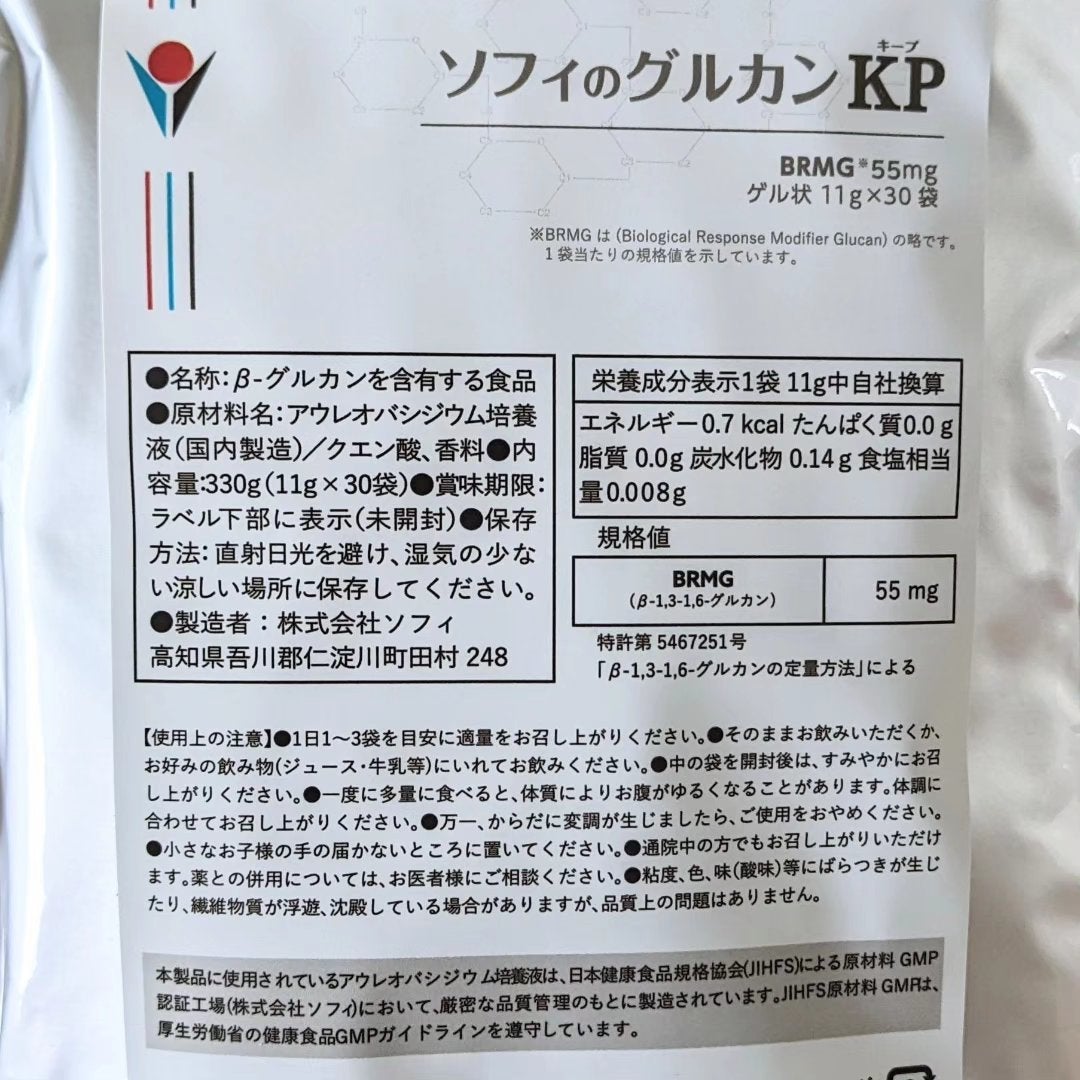 キープ
ソフィのグルカンKP
BRMG※55mg
ゲル状 11g×30袋
※BRMG は (Biological Response Modifier Glucan) の略です。
1袋当たりの規格値を示しています。
●名称：β-グルカンを含有する食品
●原材料名：アウレオバシジウム培養
液（国内製造）／クエン酸、香料●内
容量：330g（11g×30袋）●賞味期限：
ラベル下部に表示（未開封）●保存
方法：直射日光を避け、湿気の少な
い涼しい場所に保存してください。
●製造者：株式会社ソフィ
高知県吾川郡仁淀川町田村 248
栄養成分表示1袋 11g中自社換算
エネルギー0.7 kcal たんぱく質0.0 g
脂質 0.0g 炭水化物 0.14 g 食塩相当
量0.008g
規格値
BRMG
（β-1,3-1,6-グルカン） 55 mg
特許第 5467251号
「β-1,3-1,6-グルカンの定量方法」による
【使用上の注意】●1日1～3袋を目安に適量をお召し上がりください。●そのままお飲みいただくか、
お好みの飲み物（ジュース・牛乳等）にいれてお飲みください。●中の袋を開封後は、すみやかにお召
し上がりください。●一度に多量に食べると、体質によりお腹がゆるくなることがあります。体調に
合わせてお召し上がりください。●万一、からだに変調が生じましたら、ご使用をおやめください。
●小さなお子様の手の届かないところに置いてください。●通院中の方でもお召し上がりいただけ
ます。薬との併用については、お医者様にご相談ください。●粘度、色、味（酸味）等にばらつきが生じ
たり、繊維物質が浮遊、沈殿している場合がありますが、品質上の問題はありません。
本製品に使用されているアウレオバシジウム培養液は、日本健康食品規格協会(JIHFS)による原材料 GMP
認証工場(株式会社ソフィ)において、厳密な品質管理のもとに製造されています。JIHFS原材料 GMPは、
厚生労働省の健康食品GMPガイドラインを遵守しています。